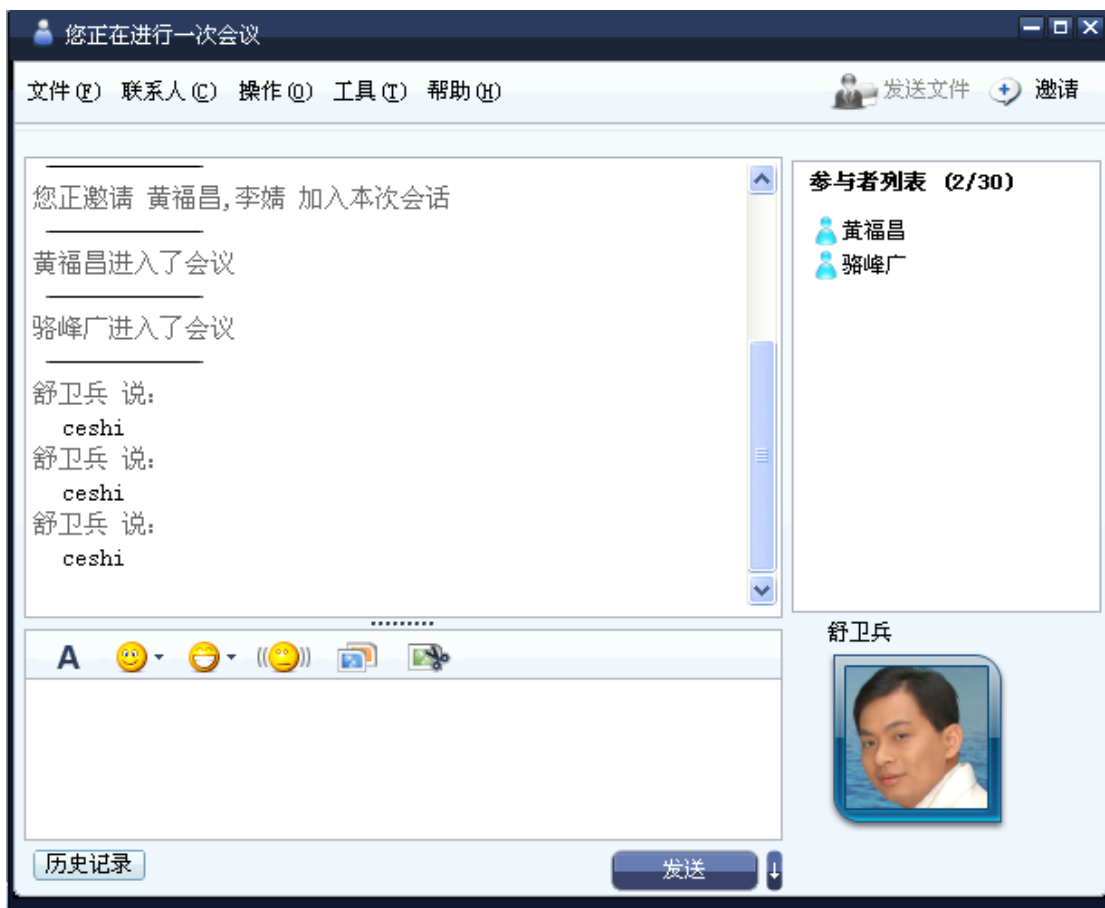 您正在进行一次会议
文件(F) 联系人(C) 操作(O) 工具(T) 帮助(H)
发送文件 邀请
您正邀请 黄福昌,李婧 加入本次会话
黄福昌进入了会议
骆峰广进入了会议
舒卫兵 说:
ceshi
舒卫兵 说:
ceshi
舒卫兵 说:
ceshi
参与者列表 (2/30)
黄福昌
骆峰广
舒卫兵
A
历史记录
发送